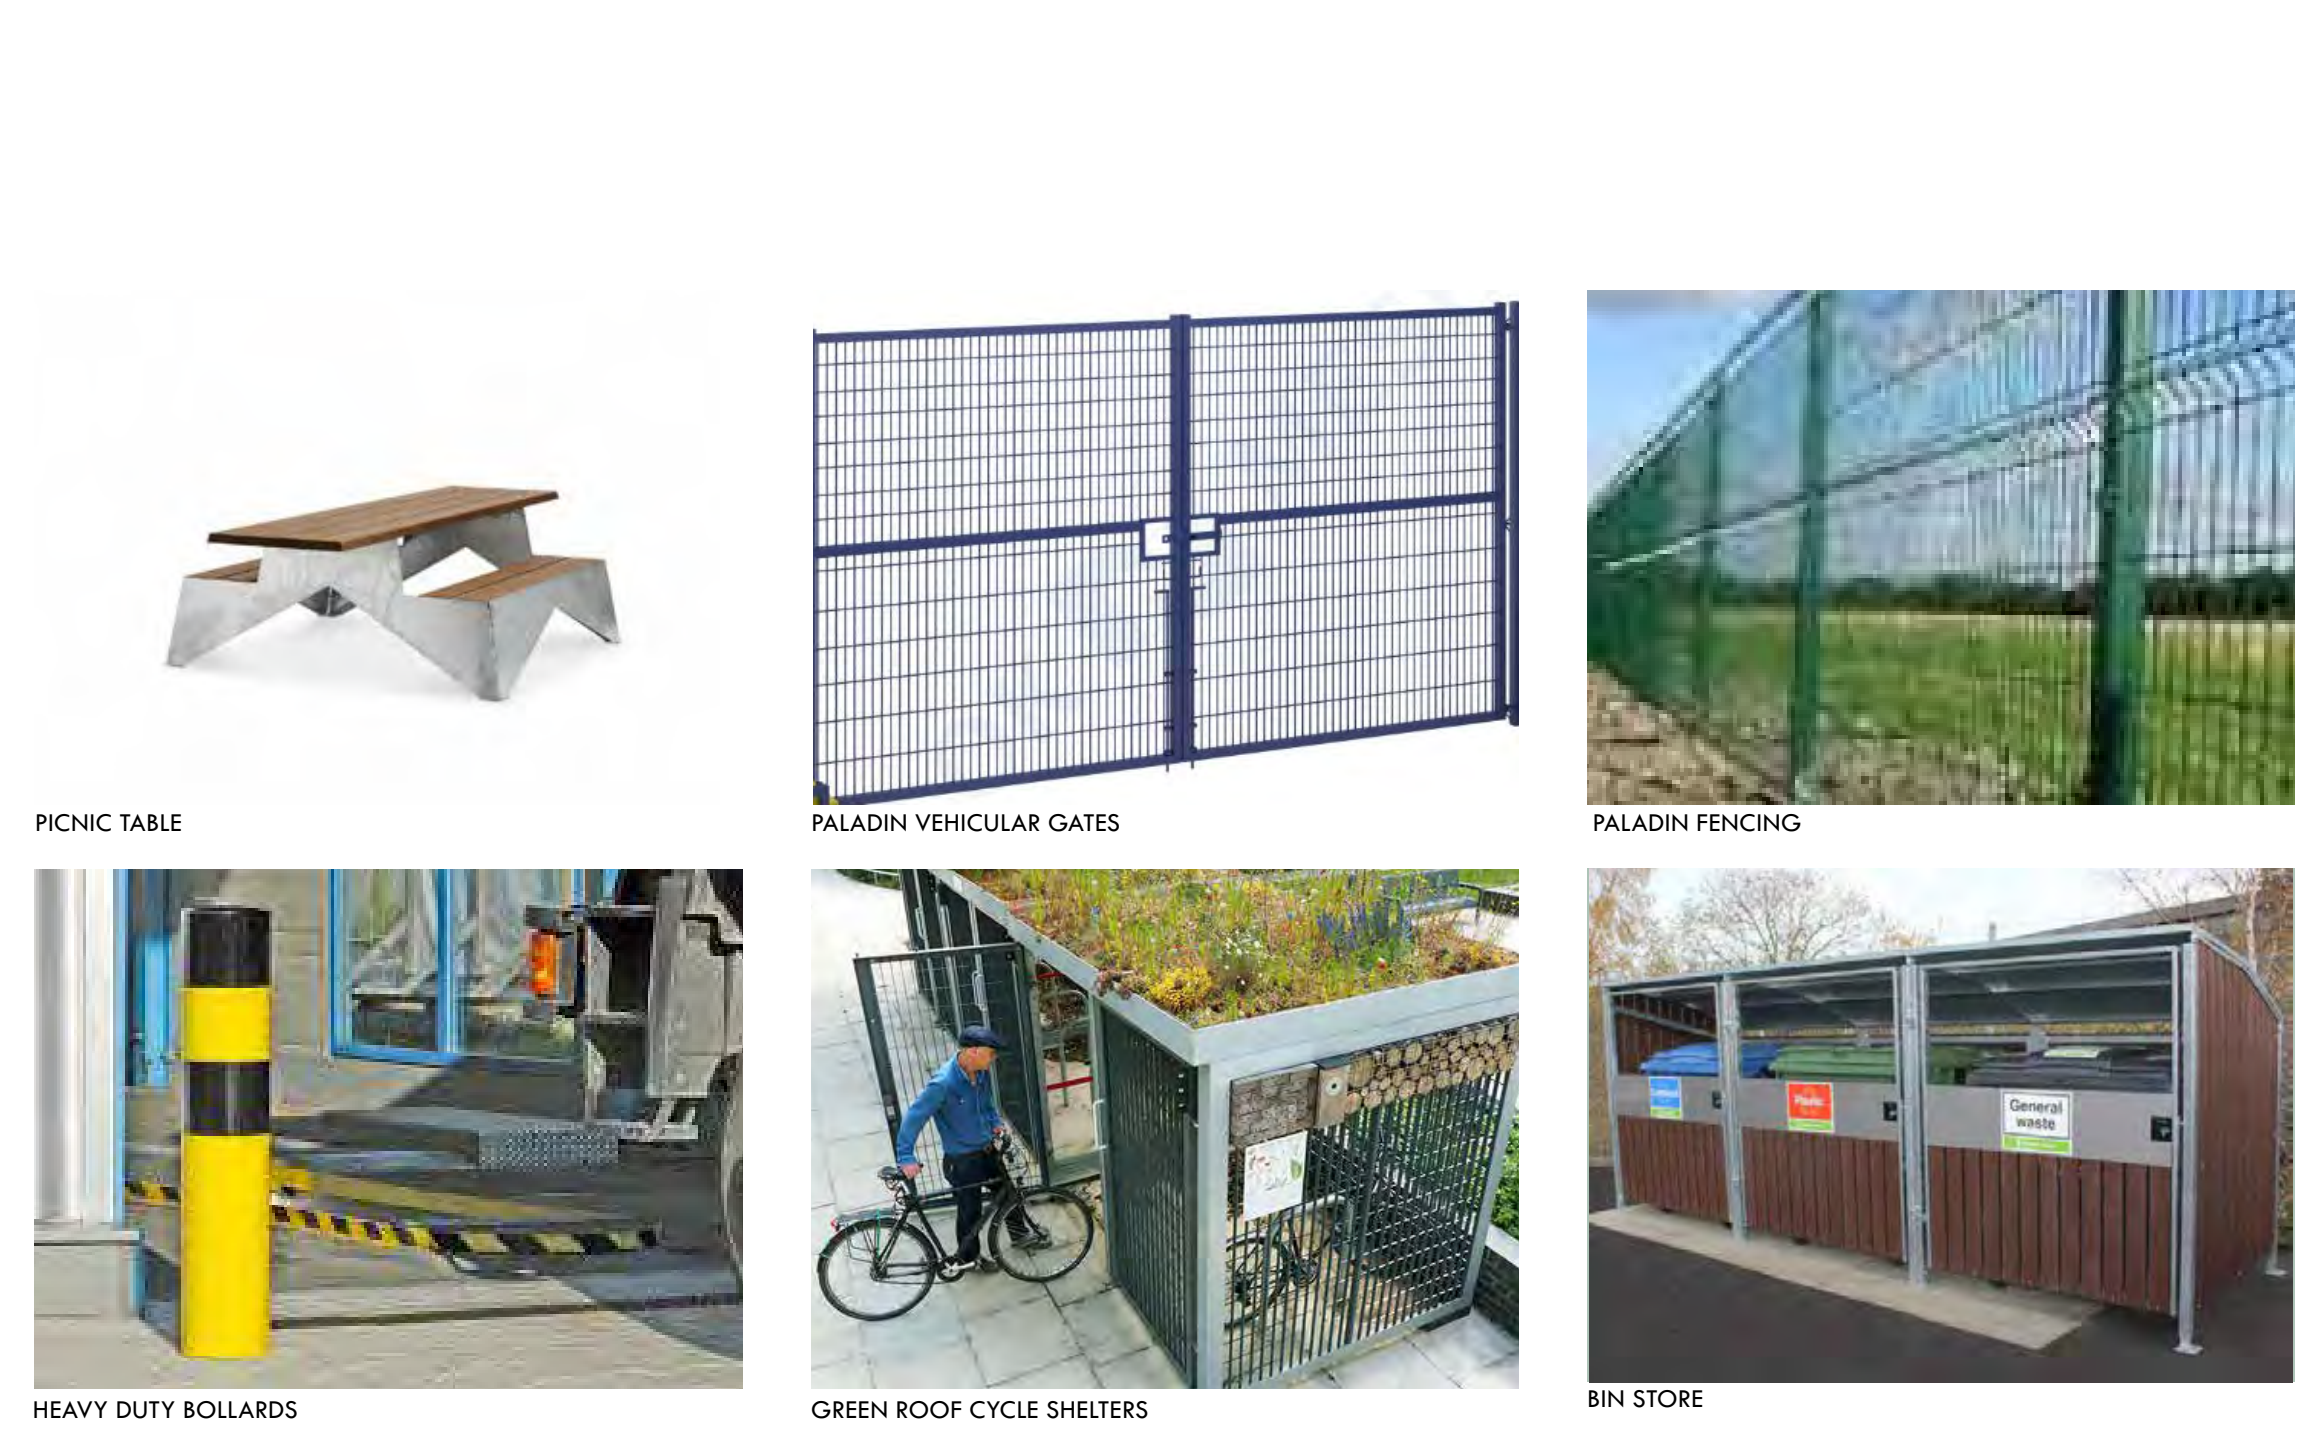 PICNIC TABLE
PALADIN VEHICULAR GATES
PALADIN FENCING
General
waste
HEAVY DUTY BOLLARDS
GREEN ROOF CYCLE SHELTERS
BIN STORE